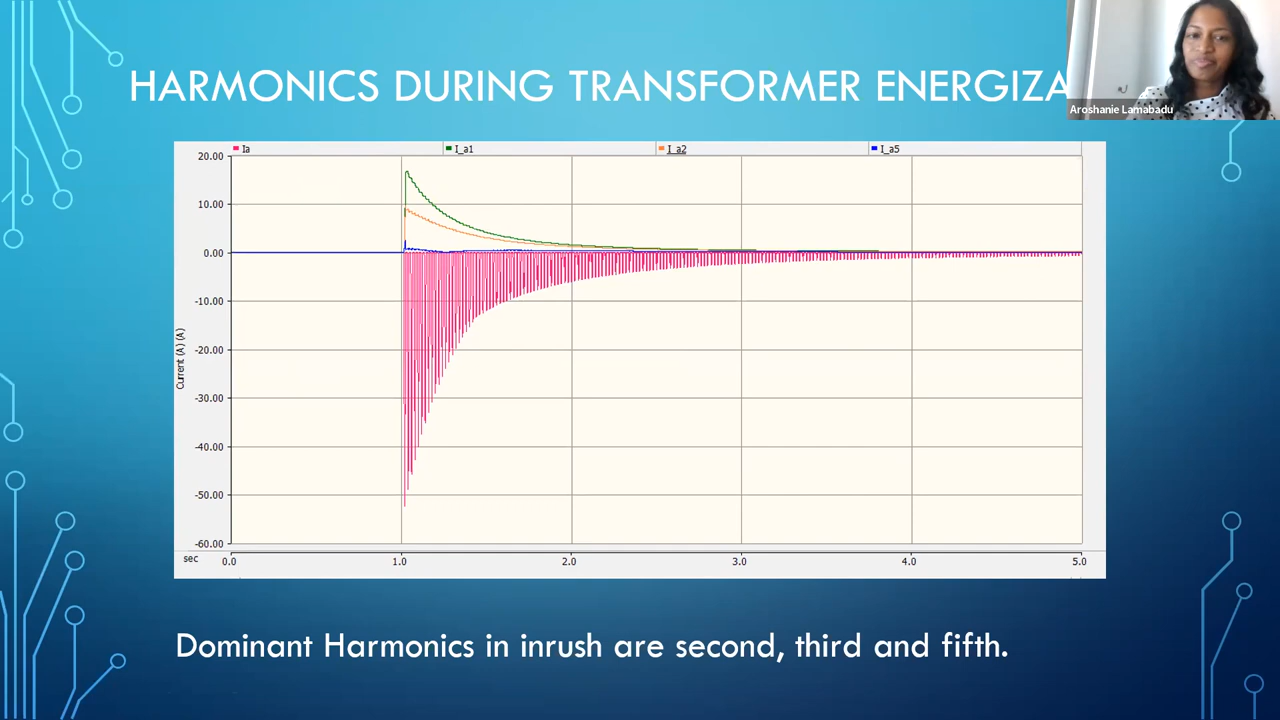 HARMONICS DURING TRANSFORMER ENERGIZA
Aroshanie Lamabadu
Ia I_a1 I_a2 I_a5
20.00
10.00
0.00
-10.00
-20.00
-30.00
-40.00
-50.00
-60.00
Current (A) (A)
sec 0.0 1.0 2.0 3.0 4.0 5.0
Dominant Harmonics in inrush are second, third and fifth.